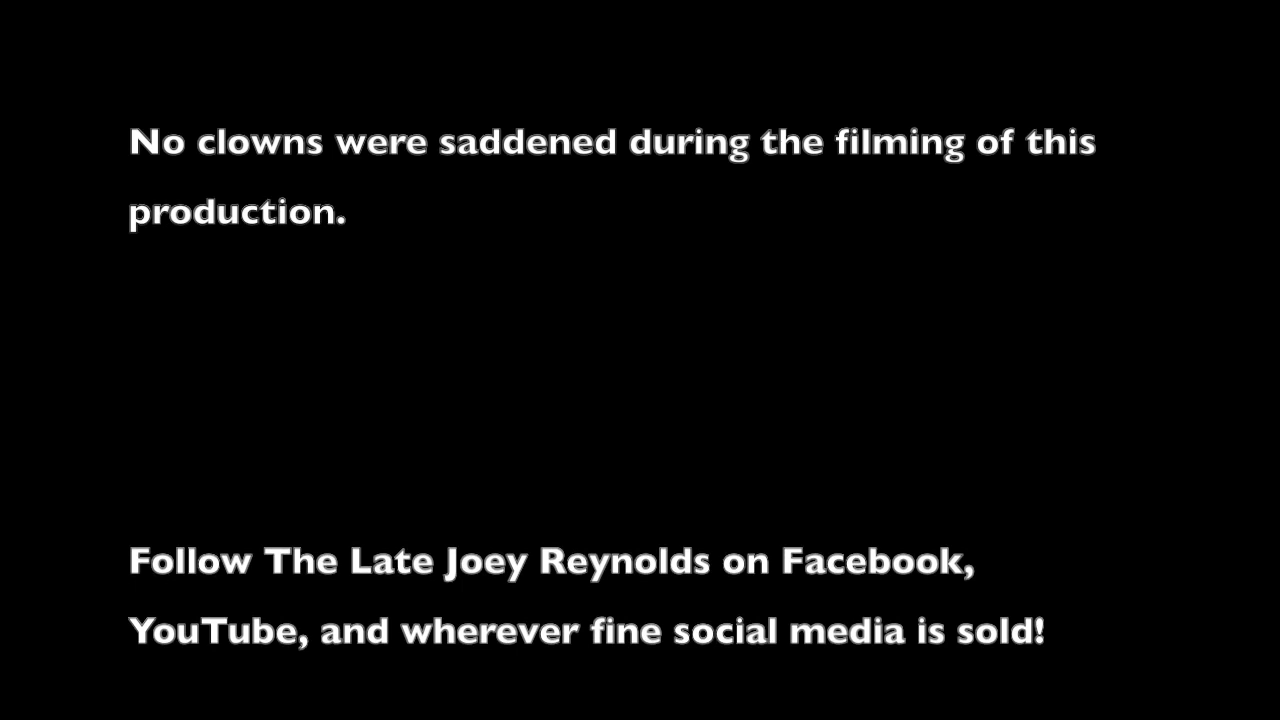 No clowns were saddened during the filming of this
production.
Follow The Late Joey Reynolds on Facebook,
YouTube, and wherever fine social media is sold!